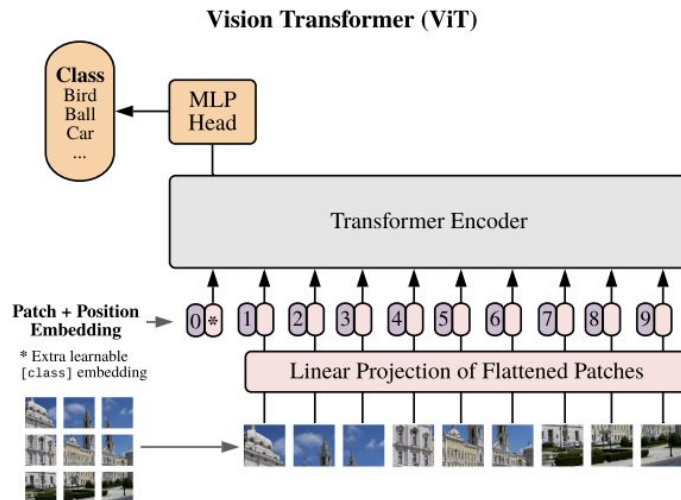 Vision Transformer (ViT)
Class
Bird
Ball
Car
...
MLP
Head
Transformer Encoder
Patch + Position
Embedding
0 * 1 2 3 4 5 6 7 8 9
* Extra learnable
[class] embedding
Linear Projection of Flattened Patches